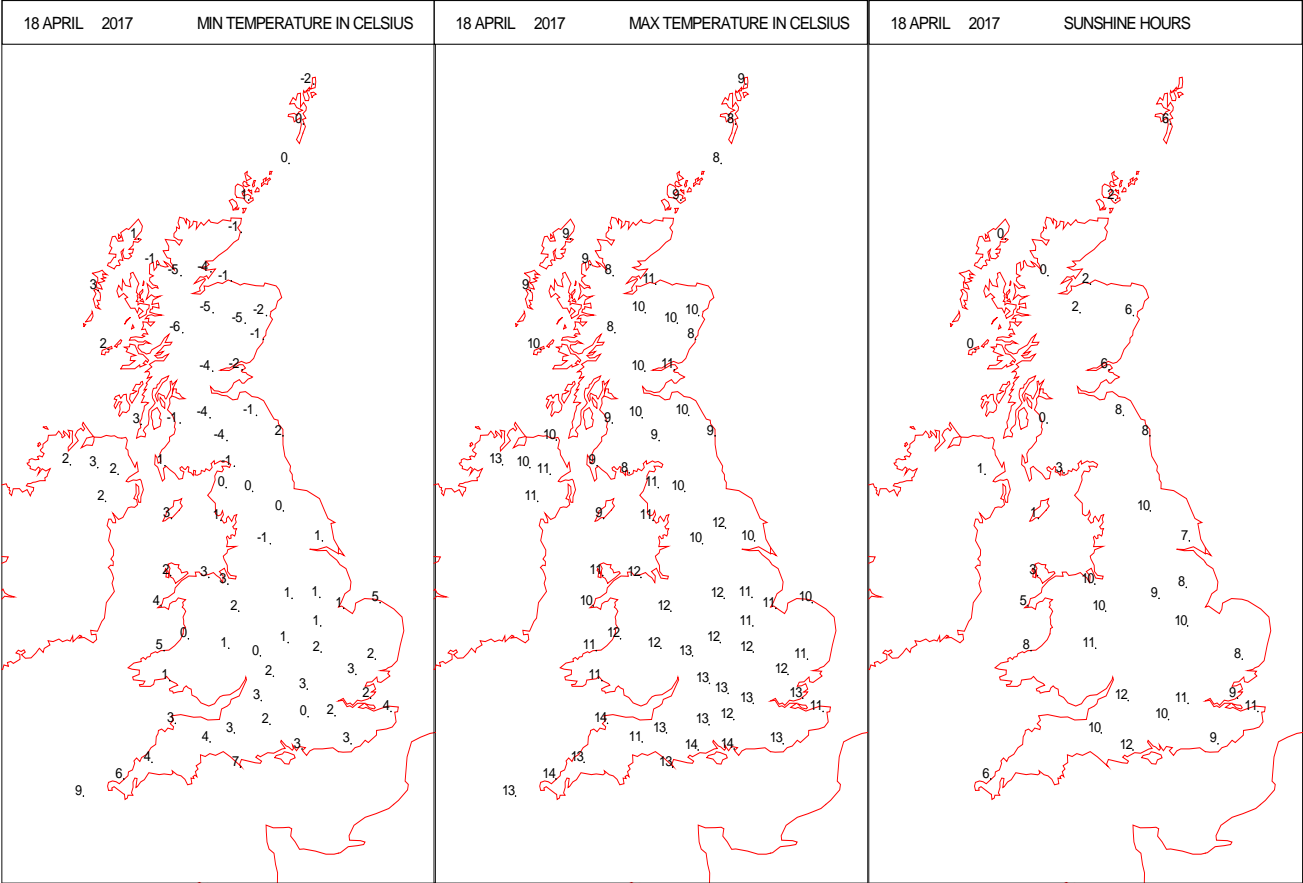 18 APRIL 2017 MIN TEMPERATURE IN CELSIUS
-2.
0.
0.
1.
-1.
1.
-1.
-5. -4.
-1.
3.
-5. -2.
-5.
-6. -1.
2.
-4. -2.
3. -1. -4. -1.
-4. 2.
2. 3. 2. 1. -1.
2. 0. 0.
3. 1. 0.
-1. 1.
2. 3. 3.
4. 2. 1. 1. 1. 5.
0. 1. 1.
5. 1. 0. 2. 2.
1. 2. 3. 3.
3. 2. 4.
3. 2. 0. 2.
4. 3. 3. 3.
4. 7.
6.
9.
18 APRIL 2017 MAX TEMPERATURE IN CELSIUS
9.
8.
8.
9.
9.
9.
8. 11.
9.
10. 10.
10.
8. 8.
10.
10. 11.
9. 10. 10.
10. 9. 9.
13. 10. 11. 9. 8.
11. 11. 10.
9. 11. 12.
10. 10.
11. 12.
10. 12. 12. 11. 11. 10.
11.
11. 12. 12. 13. 12. 12. 11.
11. 13. 13. 12.
13. 13. 11.
14. 13. 13. 12.
11. 14. 14. 13.
13. 13.
14.
13.
18 APRIL 2017 SUNSHINE HOURS
6.
2.
0.
0. 2.
2. 6.
0.
6.
0. 8.
8.
1. 3.
1. 10.
7.
3. 10. 8.
5. 10. 9.
10.
8. 11. 8.
12. 11. 9.
10. 10. 11.
12. 9.
6.